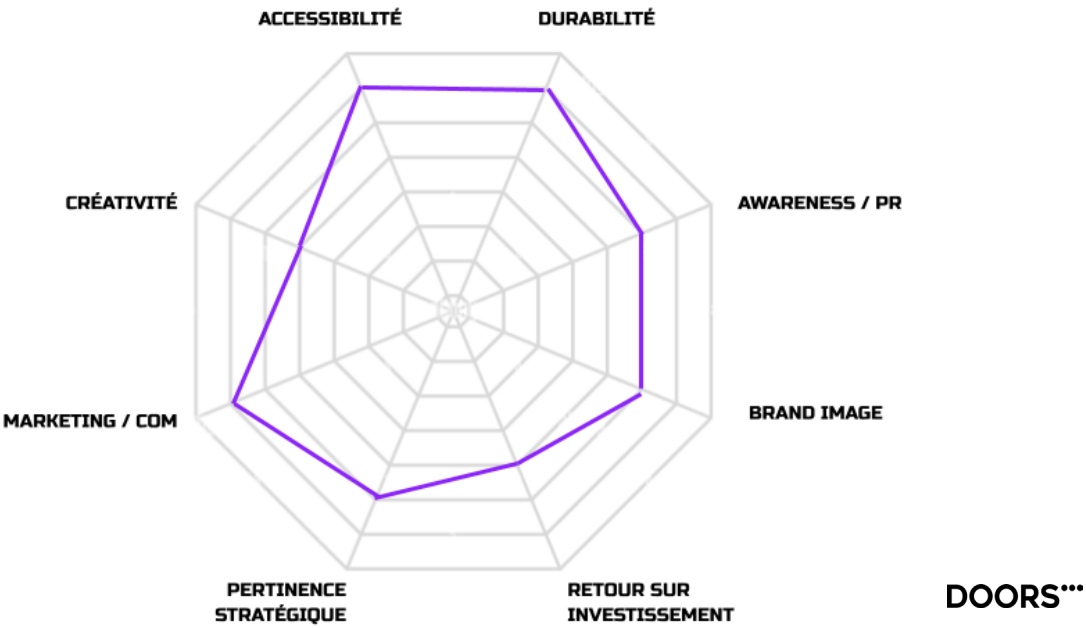 ACCESSIBILITÉ
DURABILITÉ
CRÉATIVITÉ
AWARENESS / PR
MARKETING / COM
BRAND IMAGE
PERTINENCE
STRATÉGIQUE
RETOUR SUR
INVESTISSEMENT
DOORS•••